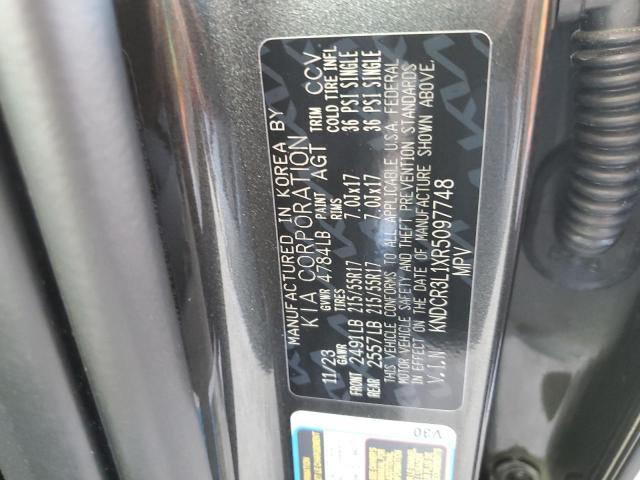 MANUFACTURED IN KOREA BY
KIA CORPORATION
11/23 GVWR 4784LB PAINT AGT TRIM CCV
GAWR TIRES RIMS COLD TIRE INFL
FRONT 2491LB 215/55R17 7.0Jx17 36 PSI SINGLE
REAR 2557LB 215/55R17 7.0Jx17 36 PSI SINGLE
THIS VEHICLE CONFORMS TO ALL APPLICABLE U.S.A. FEDERAL
MOTOR VEHICLE SAFETY AND THEFT PREVENTION STANDARDS
IN EFFECT ON THE DATE OF MANUFACTURE SHOWN ABOVE.
V.I.N KNDCR3L1XR5097748
MPV
V30